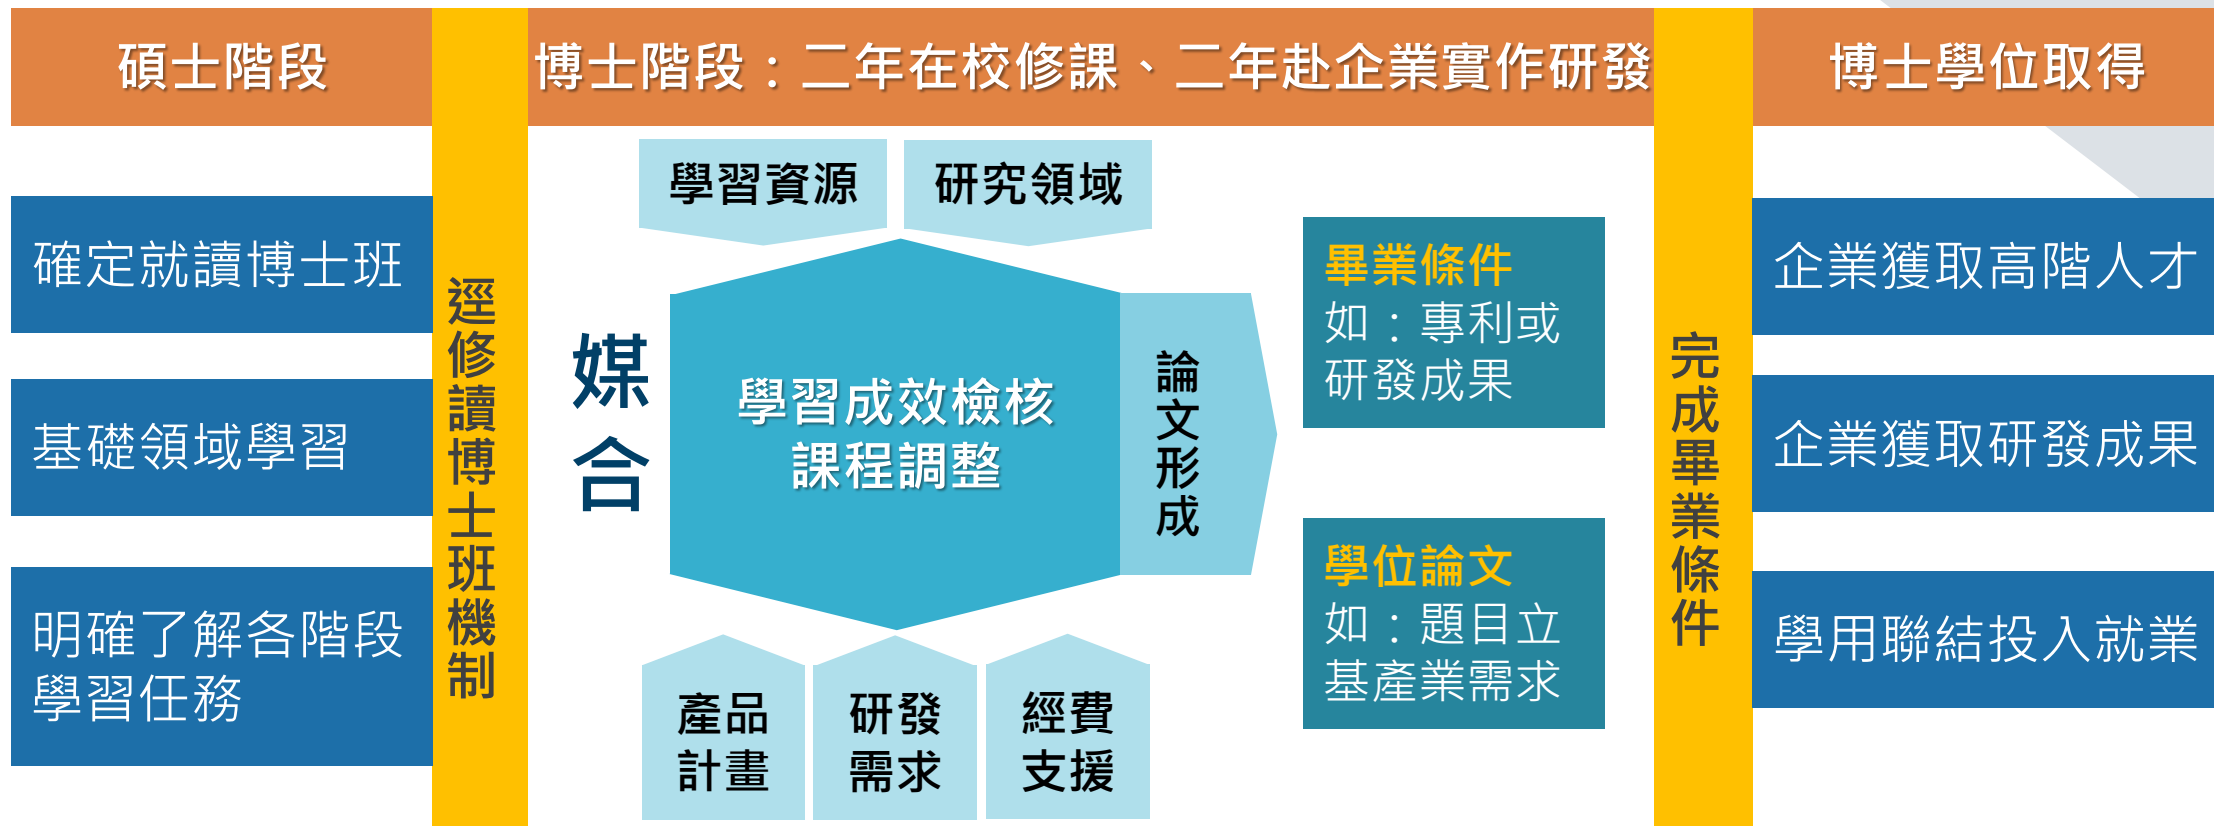 碩士階段
博士階段：二年在校修課、二年赴企業實作研發
博士學位取得
確定就讀博士班
基礎領域學習
明確了解各階段
學習任務
逕修讀博士班機制
學習資源
研究領域
媒合
學習成效檢核
課程調整
論文形成
產品
計畫
研發
需求
經費
支援
畢業條件
如：專利或
研發成果
學位論文
如：題目立
基產業需求
完成畢業條件
企業獲取高階人才
企業獲取研發成果
學用聯結投入就業